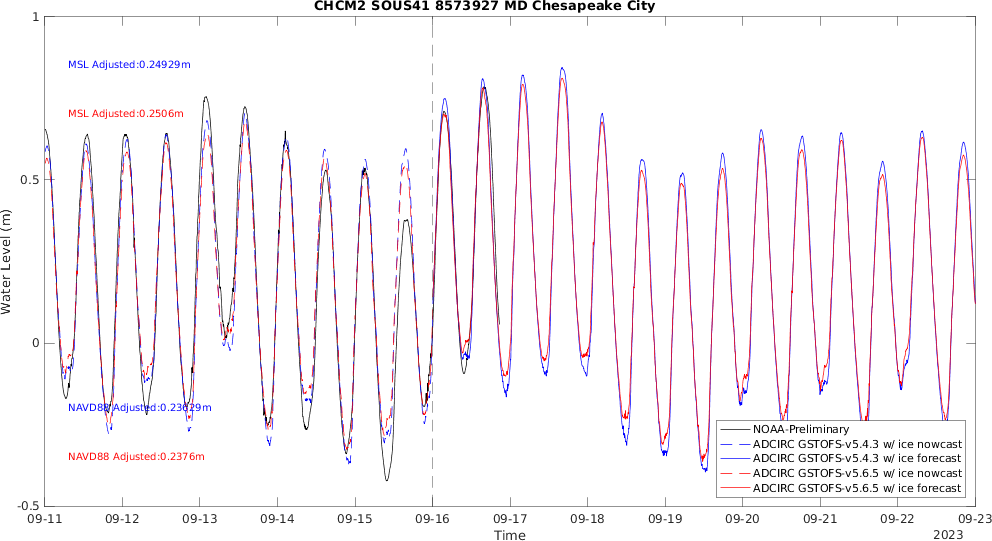 CHCM2 SOUS41 8573927 MD Chesapeake City
Water Level (m)
1
0.5
0
-0.5
MSL Adjusted:0.24929m
MSL Adjusted:0.2506m
NAVD88 Adjusted:0.23629m
NAVD88 Adjusted:0.2376m
NOAA-Preliminary
ADCIRC GSTOFS-v5.4.3 w/ ice nowcast
ADCIRC GSTOFS-v5.4.3 w/ ice forecast
ADCIRC GSTOFS-v5.6.5 w/ ice nowcast
ADCIRC GSTOFS-v5.6.5 w/ ice forecast
09-11 09-12 09-13 09-14 09-15 09-16 09-17 09-18 09-19 09-20 09-21 09-22 09-23
Time
2023